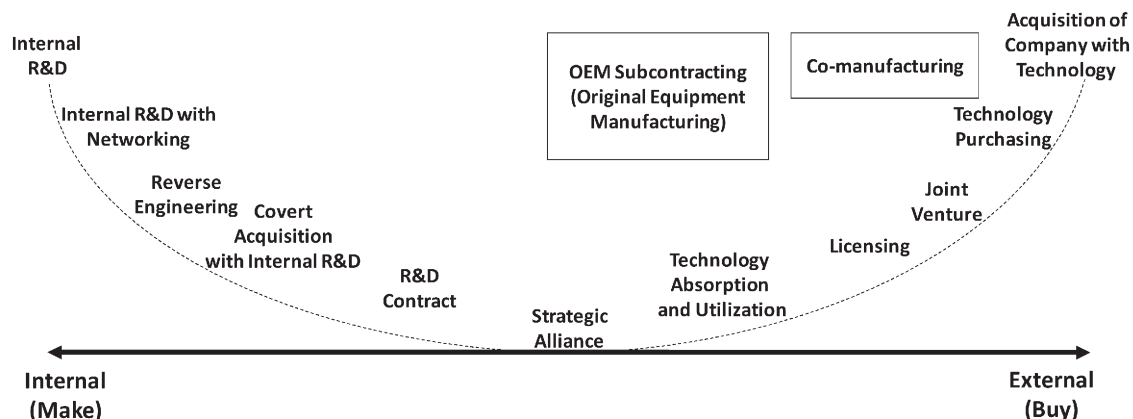 Internal
R&D
Internal R&D with
Networking
Reverse
Engineering
Covert
Acquisition
with Internal R&D
R&D
Contract
Strategic
Alliance
Technology
Absorption
and Utilization
Licensing
Joint
Venture
Technology
Purchasing
Acquisition of
Company with
Technology
OEM Subcontracting
(Original Equipment
Manufacturing)
Co-manufacturing
Internal
(Make)
External
(Buy)